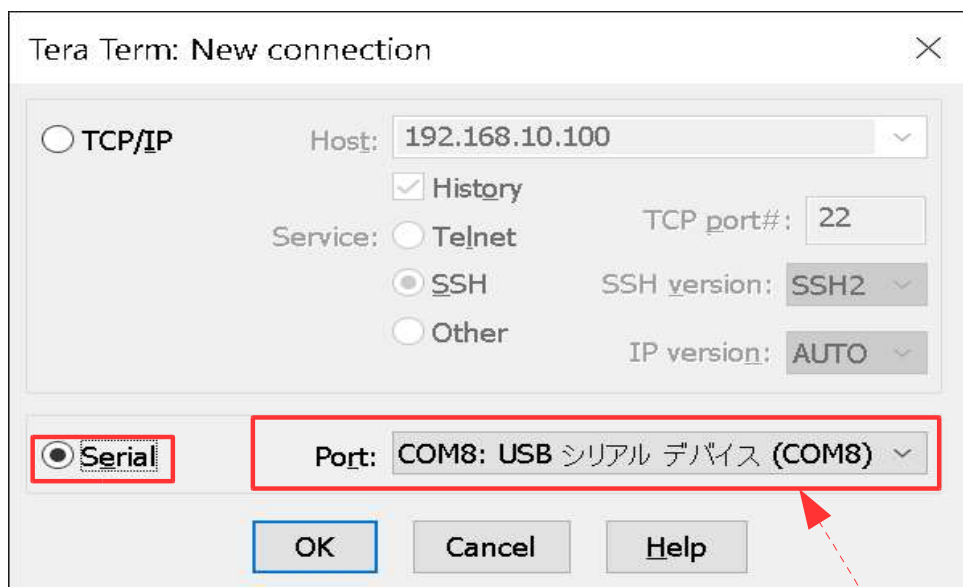 Tera Term: New connection
TCP/IP
Host: 192.168.10.100
History
Service: Telnet
TCP port#: 22
SSH
SSH version: SSH2
Other
IP version: AUTO
Serial
Port: COM8: USB シリアル デバイス (COM8)
OK Cancel Help